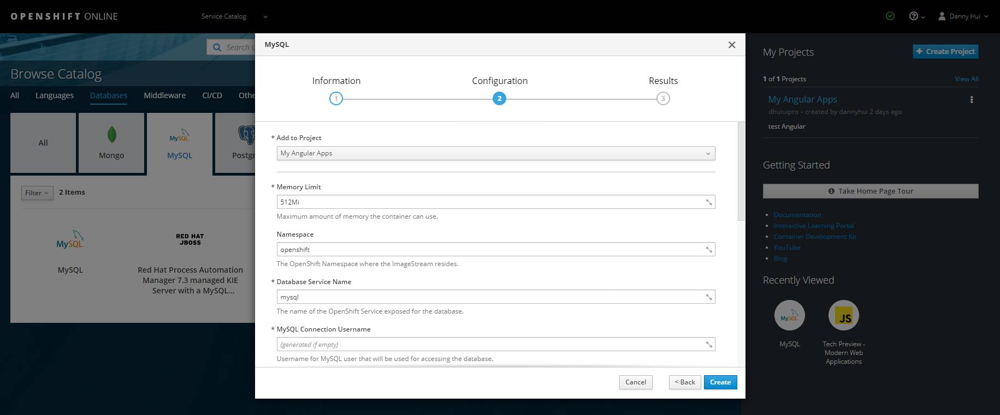 OPENSHIFT ONLINE
Service Catalog
Danny Hui
Search
Browse Catalog
All Languages Databases Middleware CI/CD
All
Mongo
MySQL
MySQL
Filter
2 Items
MySQL
MySQL
RED HAT
JBOSS
Red Hat Process Automation
Manager 7.3 managed KIE
Server with a MySQL...
MySQL
Information
Configuration
Results
1
2
3
* Add to Project
My Angular Apps
* Memory Limit
512Mi
Maximum amount of memory the container can use.
Namespace
openshift
The OpenShift Namespace where the ImageStream resides.
* Database Service Name
mysql
The name of the OpenShift Service exposed for the database.
* MySQL Connection Username
(generated if empty)
Username for MySQL user that will be used for accessing the database.
Cancel
< Back
Create
My Projects
Create Project
1 of 1 Projects
View All
My Angular Apps
dhuiuipro – created by dannyhui 2 days ago
test Angular
Getting Started
Take Home Page Tour
Documentation
Interactive Learning Portal
Container Development Kit
YouTube
Blog
Recently Viewed
MySQL
JS
MySQL
Tech Preview -
Modern Web
Applications